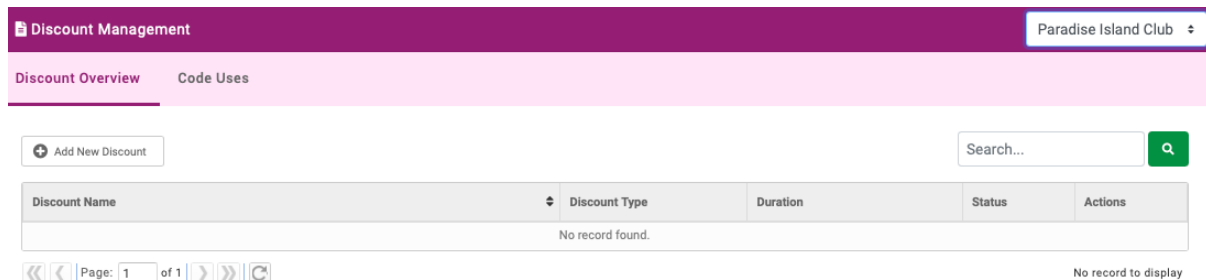 Discount Management
Paradise Island Club
Discount Overview Code Uses
Add New Discount
Search...
Discount Name Discount Type Duration Status Actions
No record found.
Page: 1 of 1
No record to display